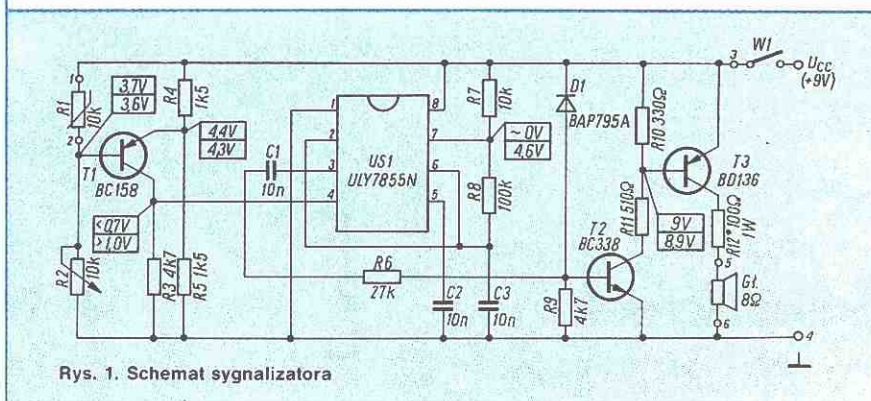 W1
3
U_CC
(+9V)
1
R1
10k
2
3,7V
3,6V
R4
1k5
T1
BC158
4,4V
4,3V
C1
10n
<0,7V
>1,0V
R2
10k
R3 4k7
R5 1k5
1
2
3
4
US1
ULY7855N
8
7
6
5
R7
10k
~0V
4,6V
R8
100k
R6
27k
C2
10n
C3
10n
D1
BAP795A
R9
4k7
T2
BC338
R10 330Ω
R11 510Ω
9V
8,9V
T3
BD136
R12* 100Ω
1W
5
Gł.
8Ω
6
4
Rys. 1. Schemat sygnalizatora